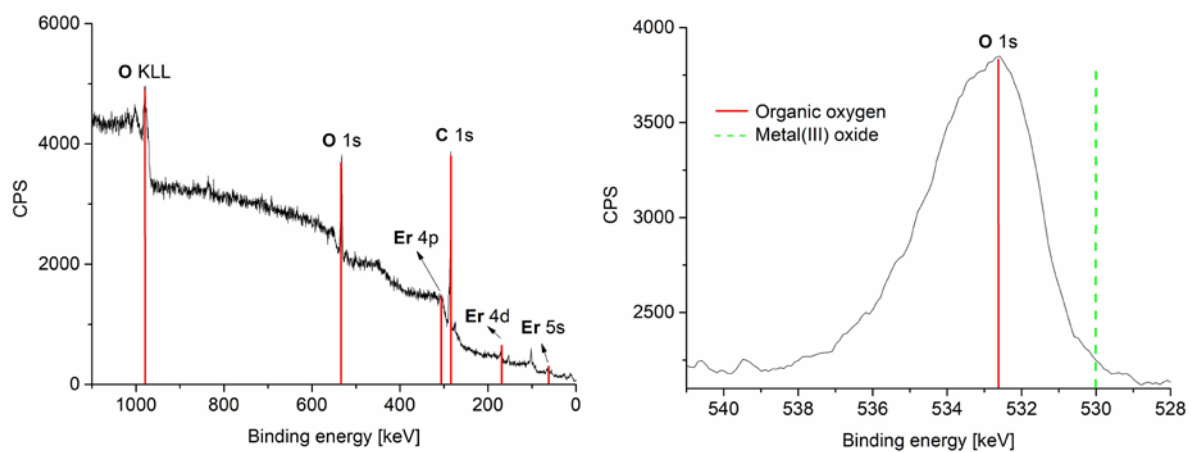 6000
4000
2000
0
CPS
O KLL
O 1s
C 1s
Er 4p
Er 4d
Er 5s
1000 800 600 400 200 0
Binding energy [keV]
4000
3500
3000
2500
CPS
O 1s
Organic oxygen
Metal(III) oxide
540 538 536 534 532 530 528
Binding energy [keV]